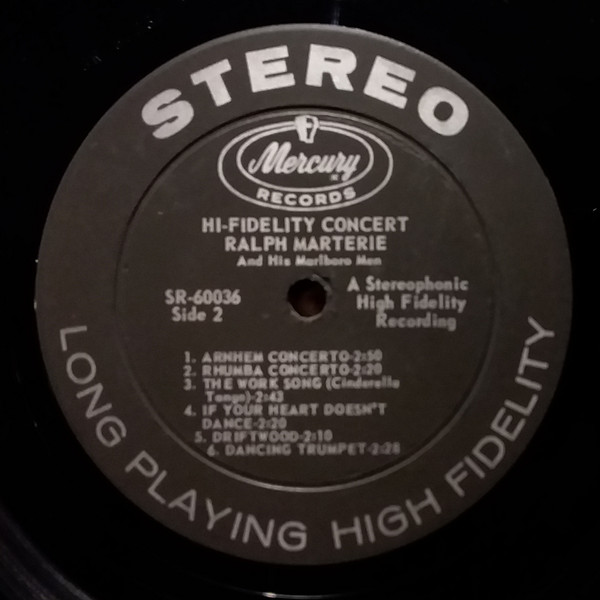 STEREO
Mercury
RECORDS
HI-FIDELITY CONCERT
RALPH MARTERIE
And His Marlboro Men
SR-60036
Side 2
A Stereophonic
High Fidelity
Recording
1. ARNHEM CONCERTO-2:50
2. RHUMBA CONCERTO-2:20
3. THE WORK SONG (Cinderella
Tango)-2:43
4. IF YOUR HEART DOESN'T
DANCE-2:20
5. DRIFTWOOD-2:10
6. DANCING TRUMPET-2:28
LONG PLAYING HIGH FIDELITY